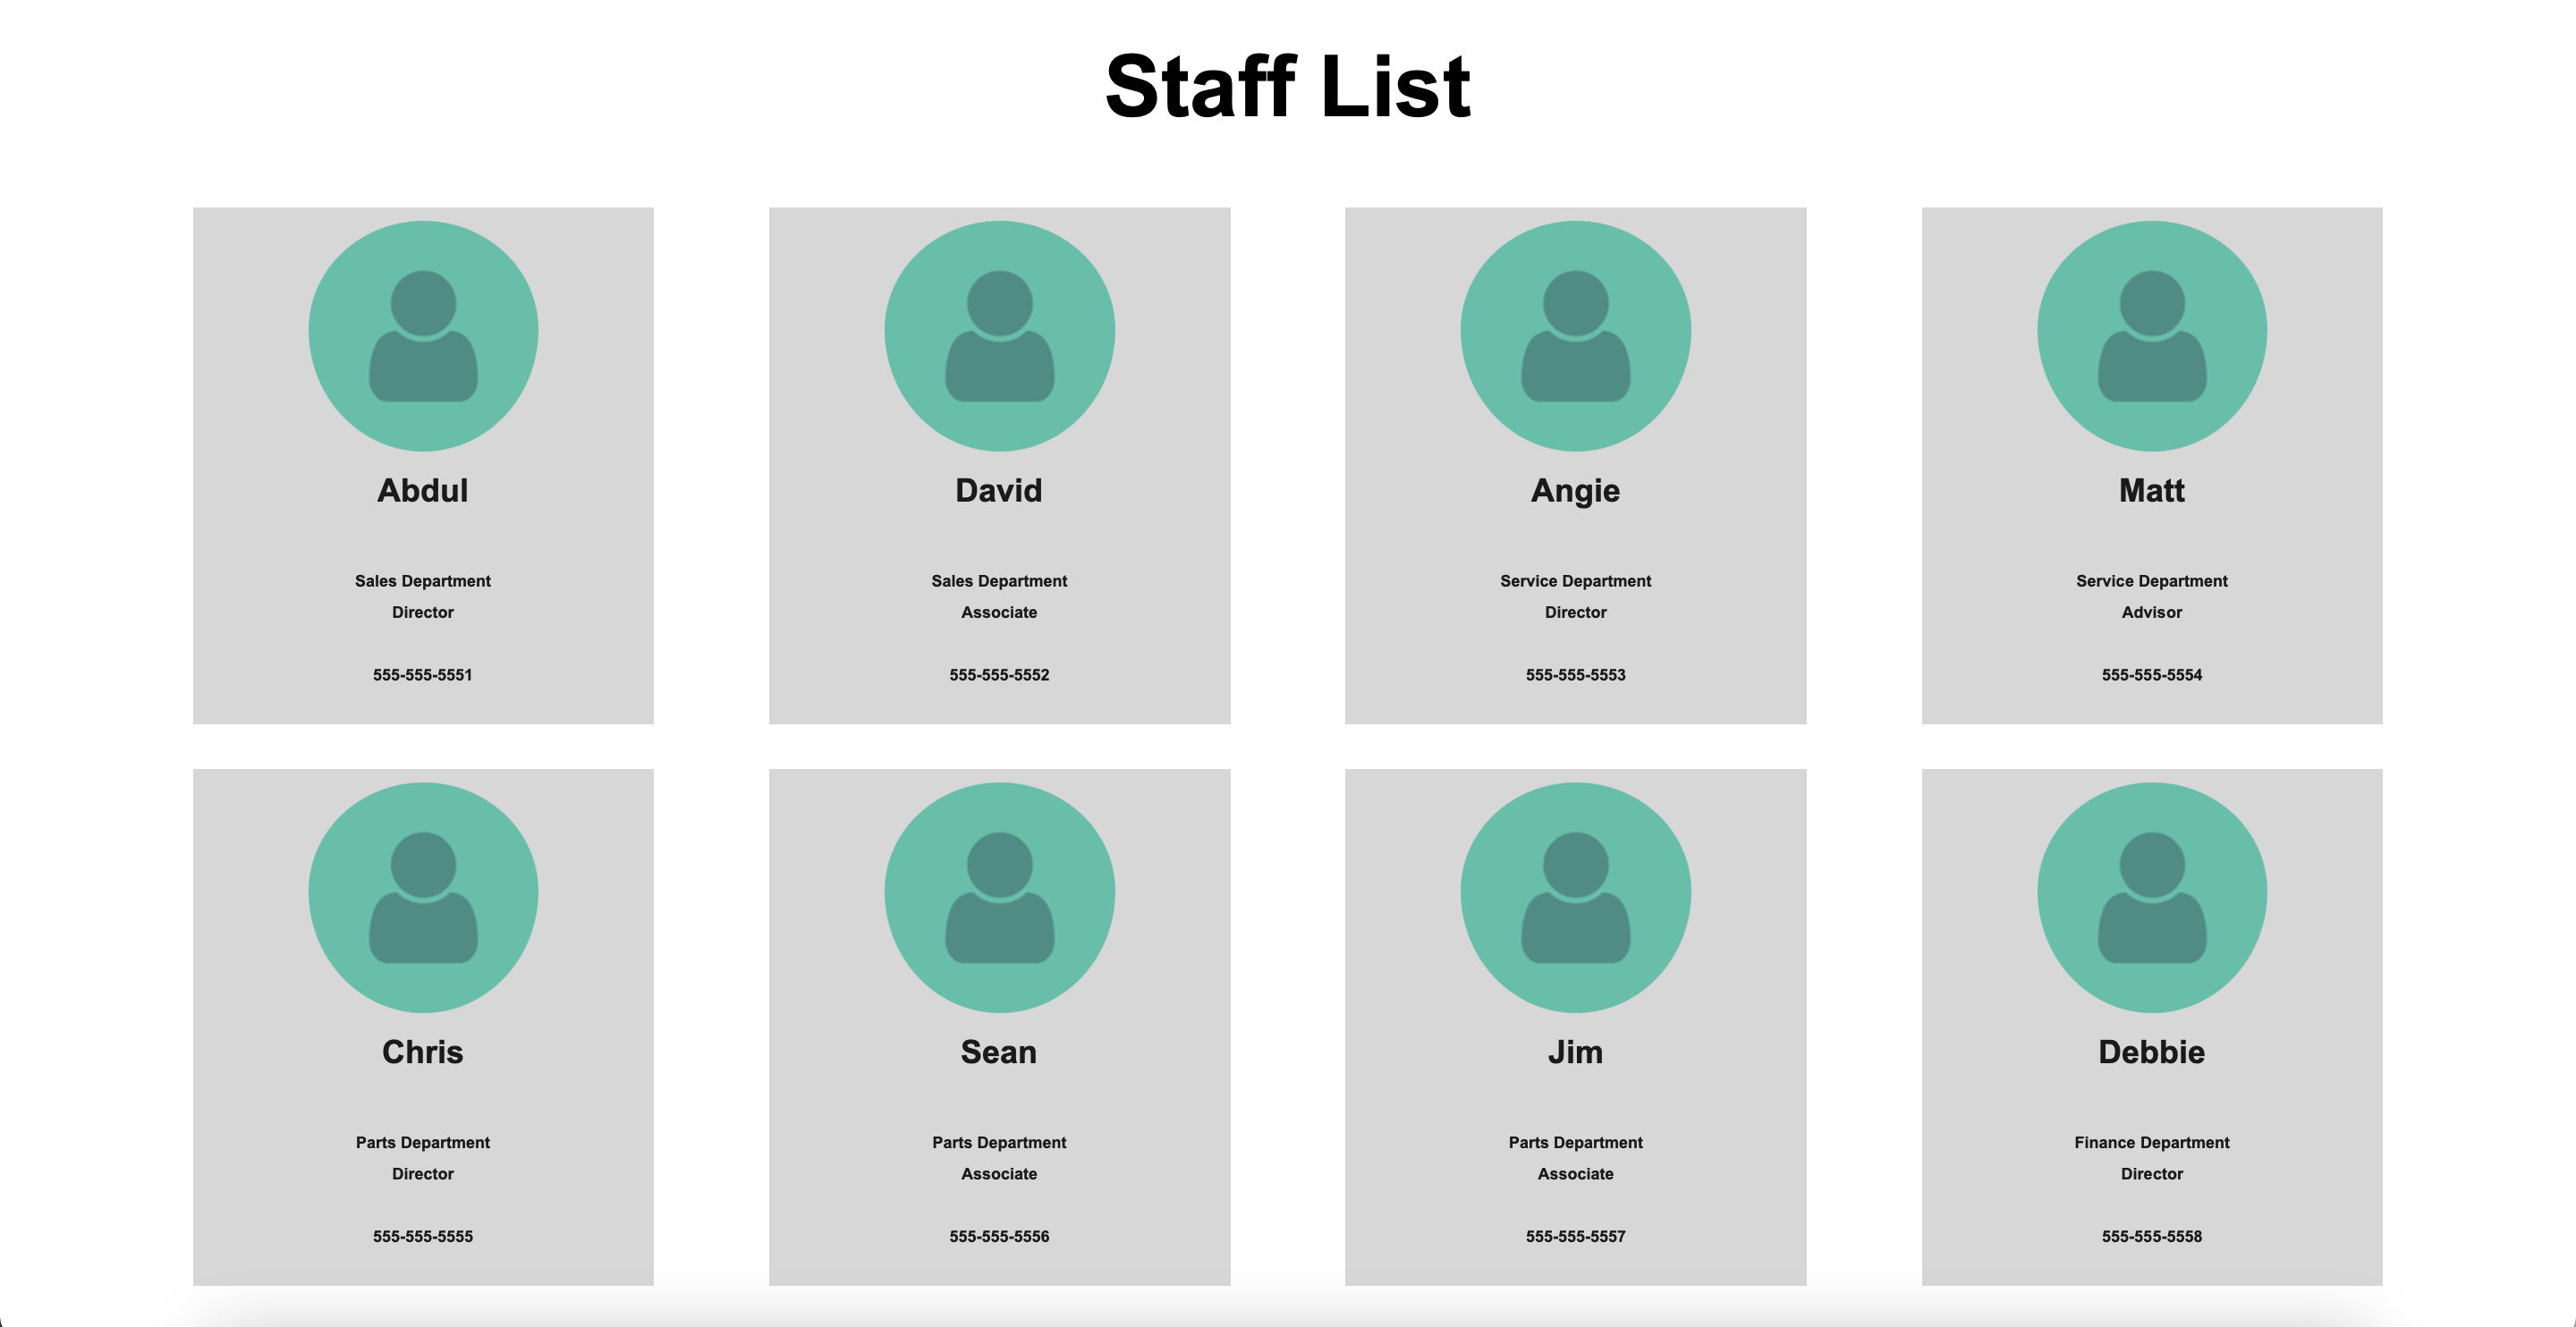 Staff List
Abdul
Sales Department
Director
555-555-5551
David
Sales Department
Associate
555-555-5552
Angie
Service Department
Director
555-555-5553
Matt
Service Department
Advisor
555-555-5554
Chris
Parts Department
Director
555-555-5555
Sean
Parts Department
Associate
555-555-5556
Jim
Parts Department
Associate
555-555-5557
Debbie
Finance Department
Director
555-555-5558